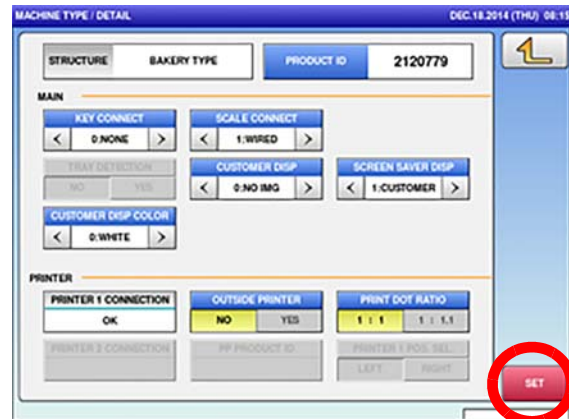 MACHINE TYPE / DETAIL DEC.18.2014 (THU) 08:15
STRUCTURE BAKERY TYPE PRODUCT ID 2120779
MAIN
KEY CONNECT SCALE CONNECT
< 0:NONE > < 1:WIRED >
TRAY DETECTION CUSTOMER DISP SCREEN SAVER DISP
NO YES < 0:NO IMG > < 1:CUSTOMER >
CUSTOMER DISP COLOR
< 0:WHITE >
PRINTER
PRINTER 1 CONNECTION OUTSIDE PRINTER PRINT DOT RATIO
OK NO YES 1 : 1 1 : 1.1
PRINTER 2 CONNECTION PP PRODUCT ID PRINTER 1 POS. SEL.
LEFT RIGHT
SET